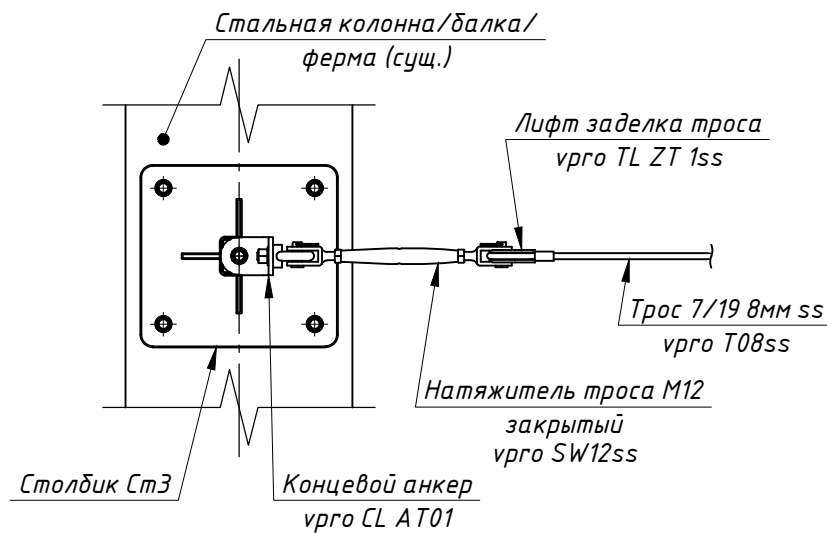 Стальная колонна/балка/
ферма (сущ.)
Лифт заделка троса
vpro TL ZT 1ss
Трос 7/19 8мм ss
vpro T08ss
Натяжитель троса М12
закрытый
vpro SW12ss
Столбик Ст3
Концевой анкер
vpro CL AT01